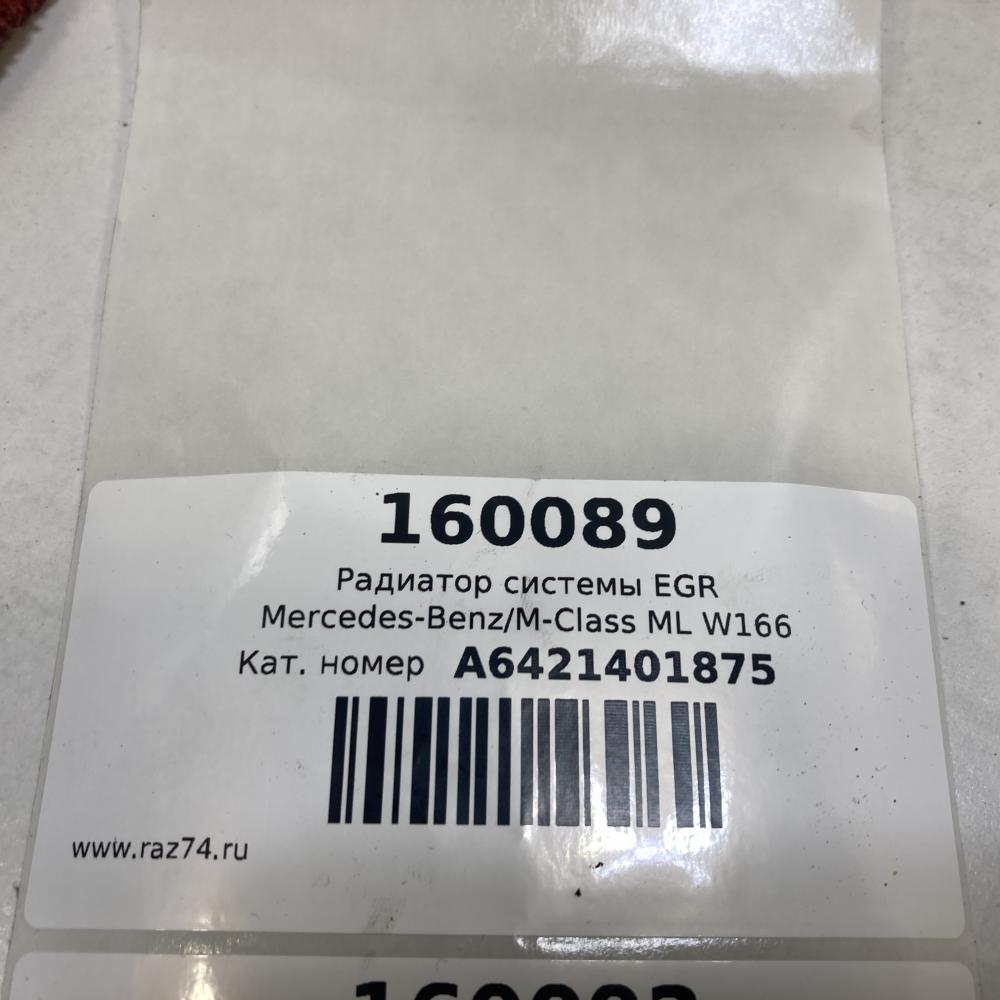 160089
Радиатор системы EGR
Mercedes-Benz/M-Class ML W166
Кат. номер A6421401875
www.raz74.ru